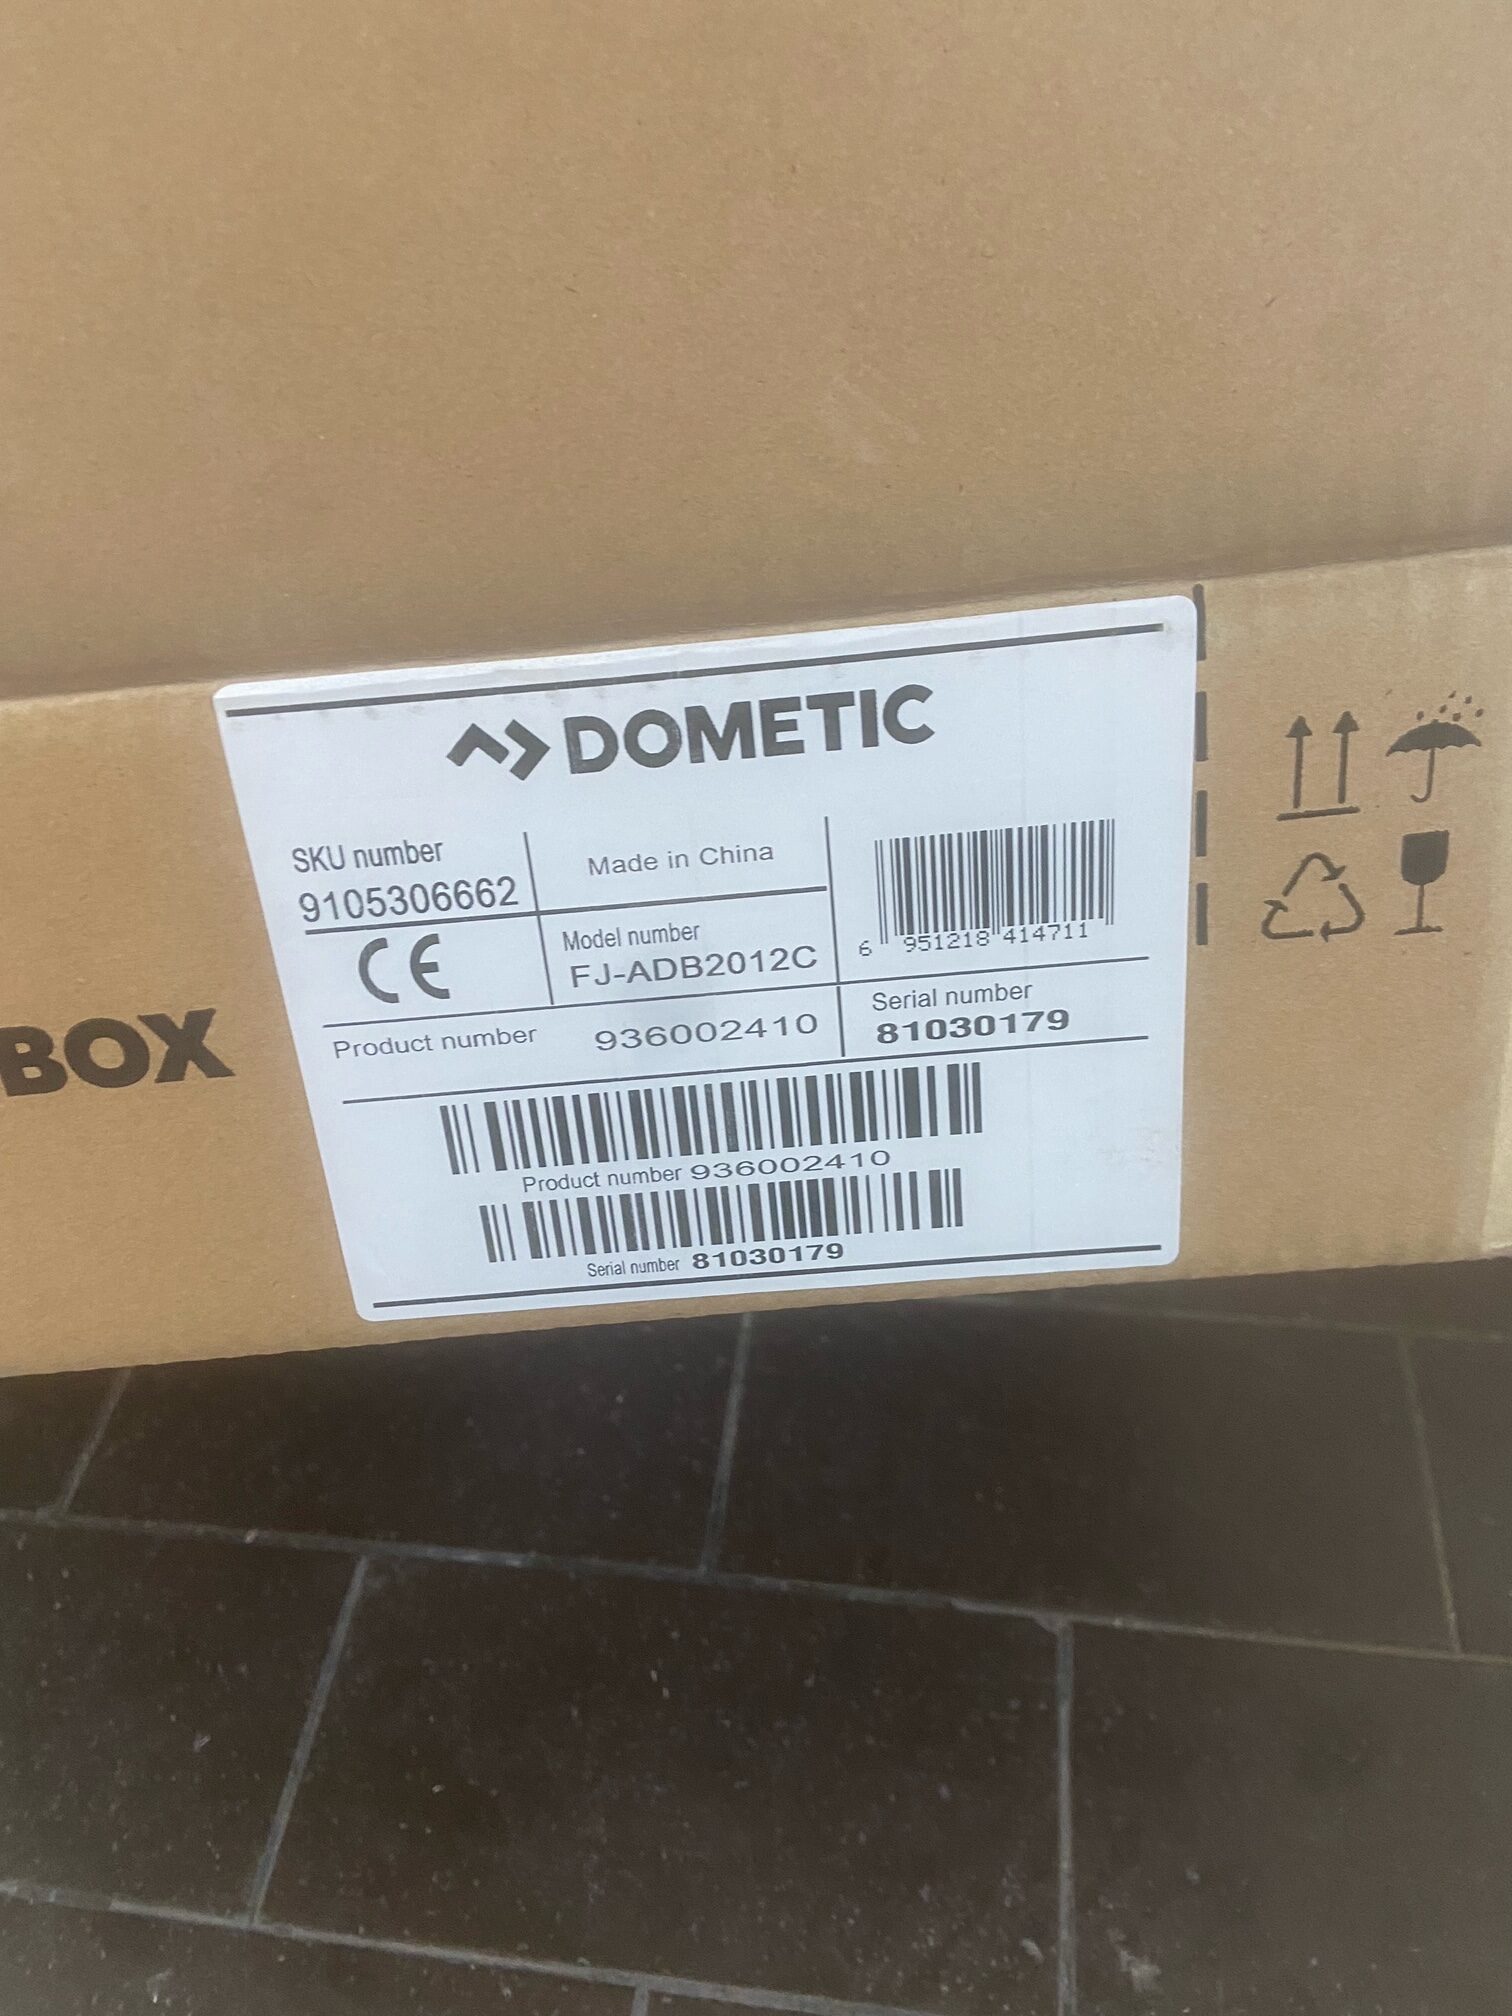 DOMETIC
SKU number
9105306662
Made in China
CE
Model number
FJ-ADB2012C
6 951218 414711
Product number 936002410
Serial number
81030179
BOX
Product number 936002410
Serial number 81030179